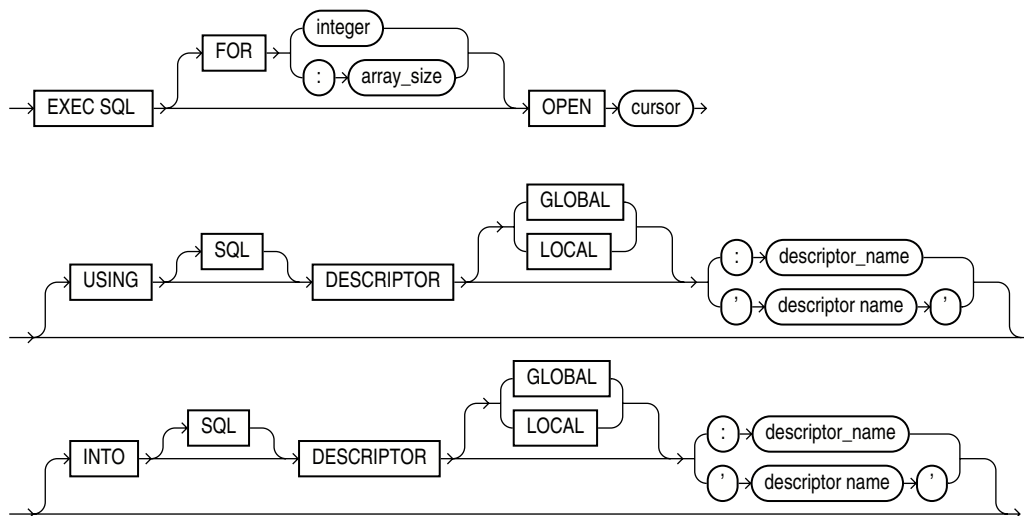 integer
FOR
: array_size
EXEC SQL OPEN cursor
GLOBAL
SQL LOCAL : descriptor_name
USING DESCRIPTOR ' descriptor name '
GLOBAL
SQL LOCAL : descriptor_name
INTO DESCRIPTOR ' descriptor name '